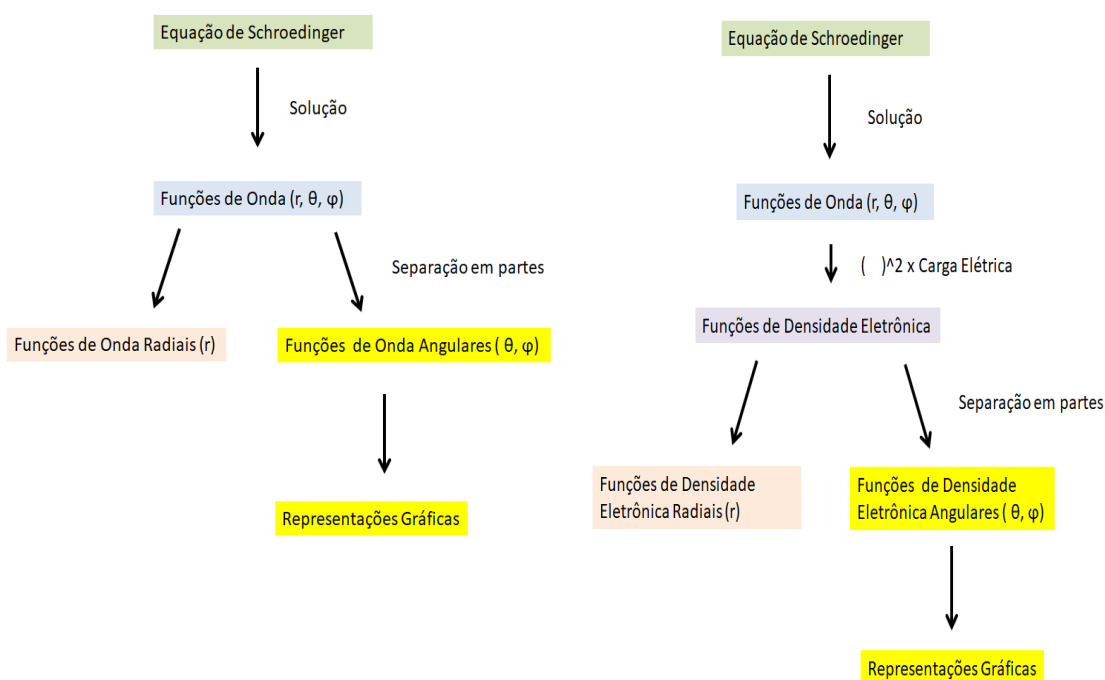 Equação de Schroedinger
Solução
Funções de Onda (r, θ, φ)
Separação em partes
Funções de Onda Radiais (r)
Funções de Onda Angulares ( θ, φ)
Representações Gráficas
Equação de Schroedinger
Solução
Funções de Onda (r, θ, φ)
( )^2 x Carga Elétrica
Funções de Densidade Eletrônica
Separação em partes
Funções de Densidade
Eletrônica Radiais (r)
Funções de Densidade
Eletrônica Angulares ( θ, φ)
Representações Gráficas